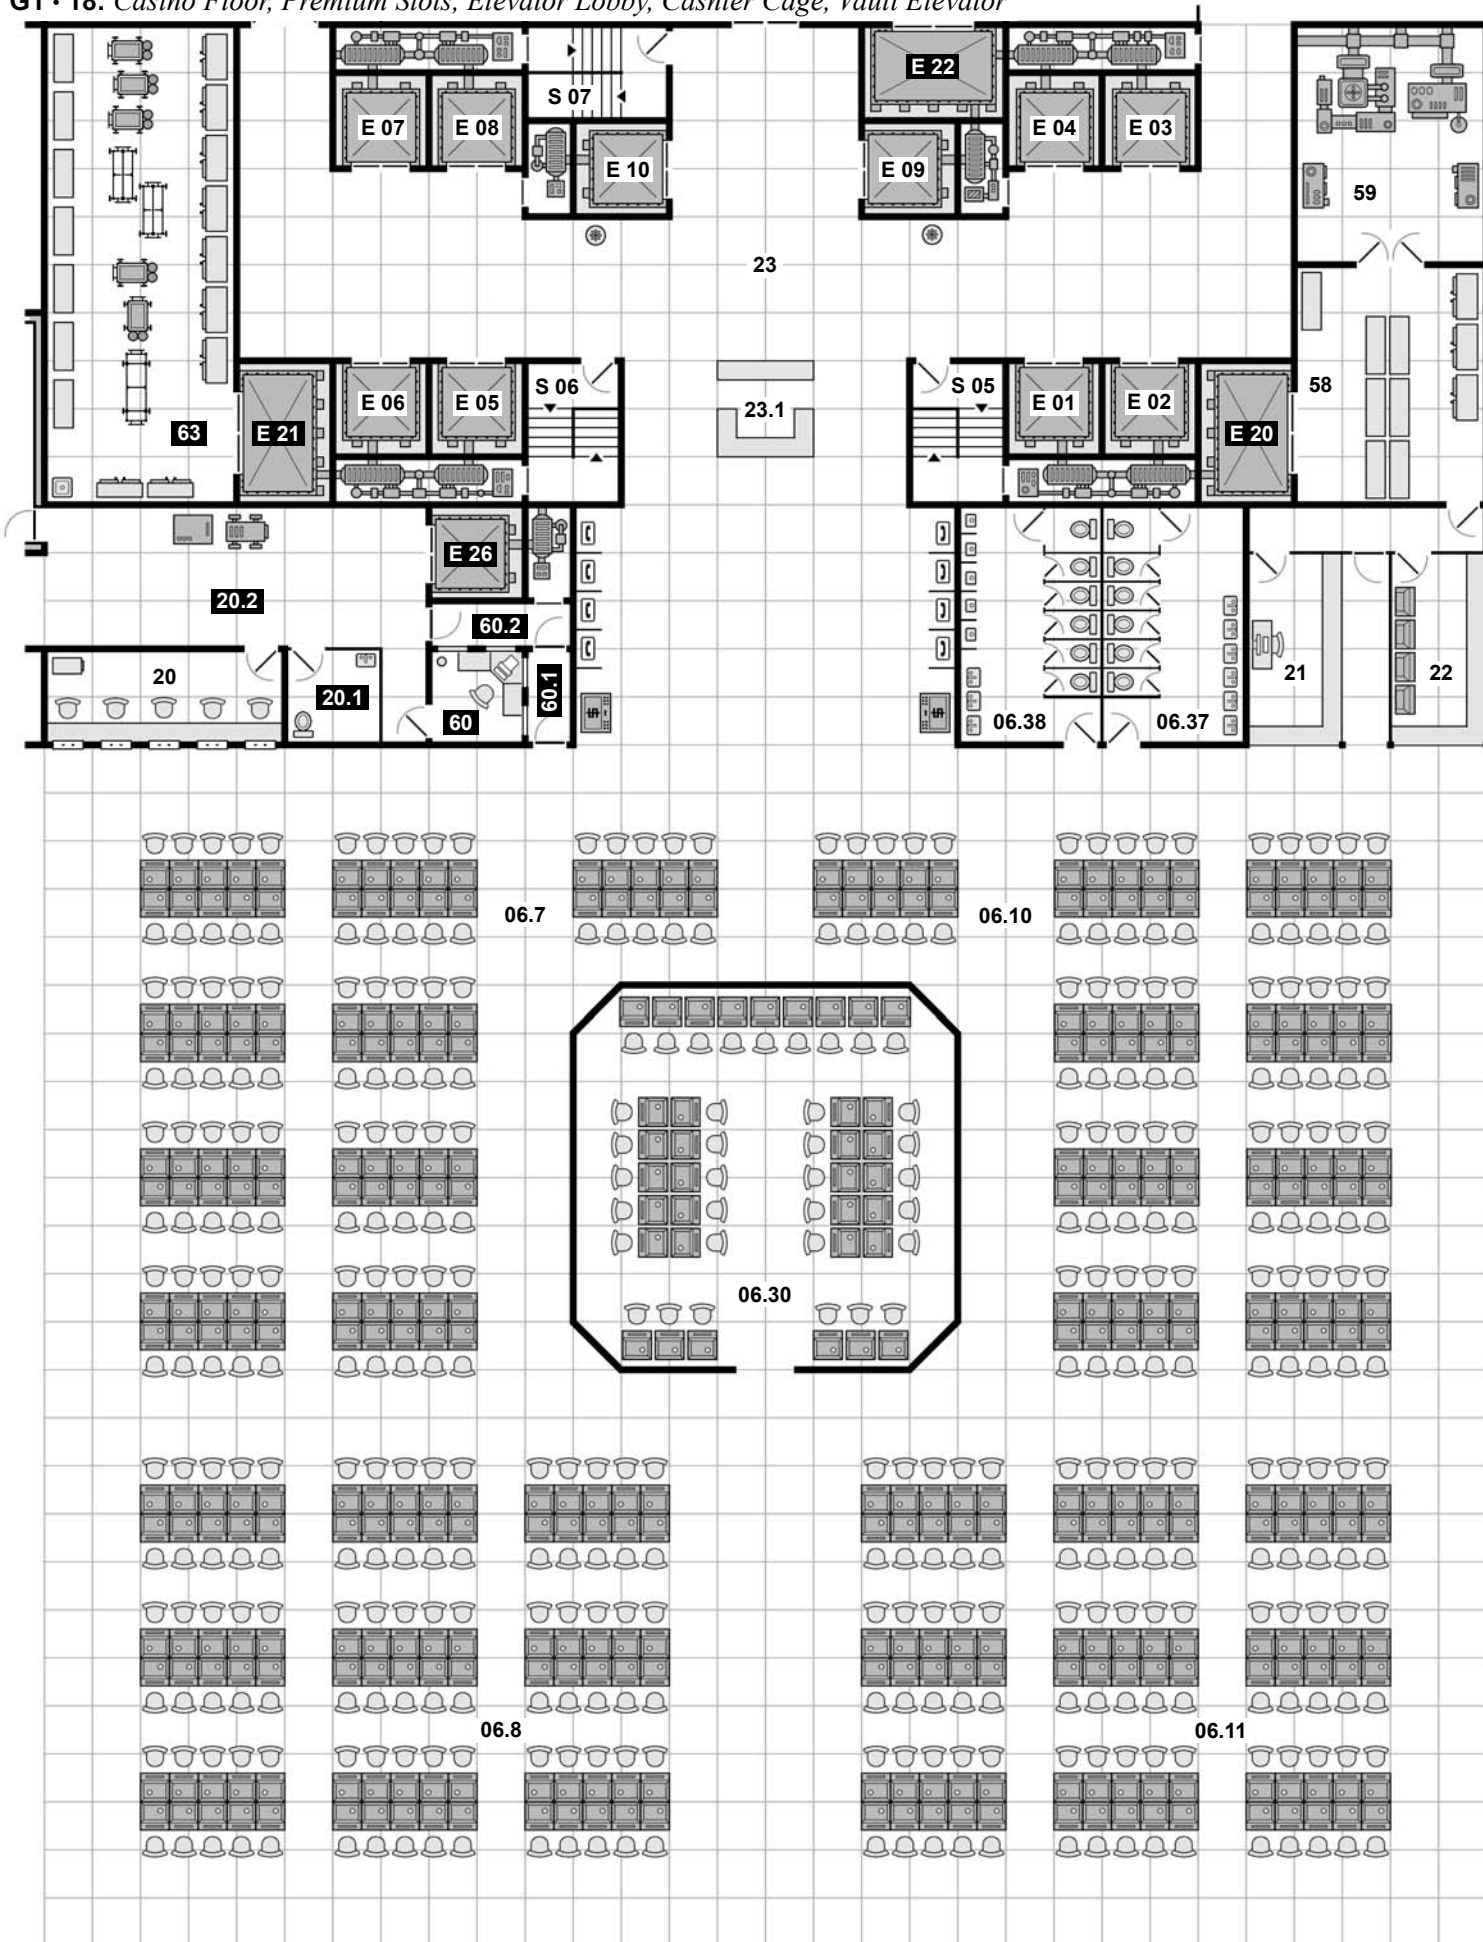 G1 · 18. Casino Floor, Premium Slots, Elevator Lobby, Cashier Cage, Vault Elevator
E 22
S 07
E 07
E 08
E 04
E 03
E 10
E 09
59
23
S 06
S 05
58
E 06
E 05
23.1
E 01
E 02
63
E 21
E 20
E 26
20.2
60.2
20
20.1
60
60.1
06.38
06.37
21
22
06.7
06.10
06.30
06.8
06.11